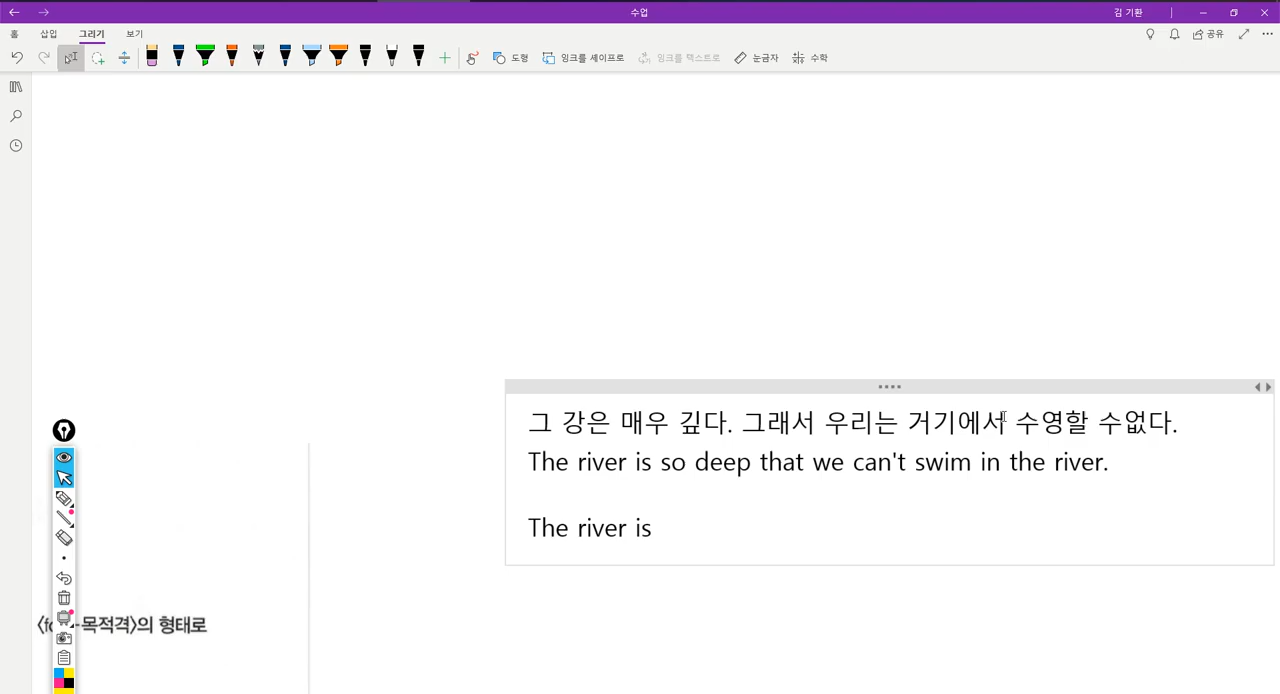 수업
김 기환
홈 삽입 그리기 보기
공유
도형 잉크를 셰이프로 잉크를 텍스트로 눈금자 수학
그 강은 매우 깊다. 그래서 우리는 거기에서 수영할 수없다.
The river is so deep that we can't swim in the river.
The river is
-목적격〉의 형태로